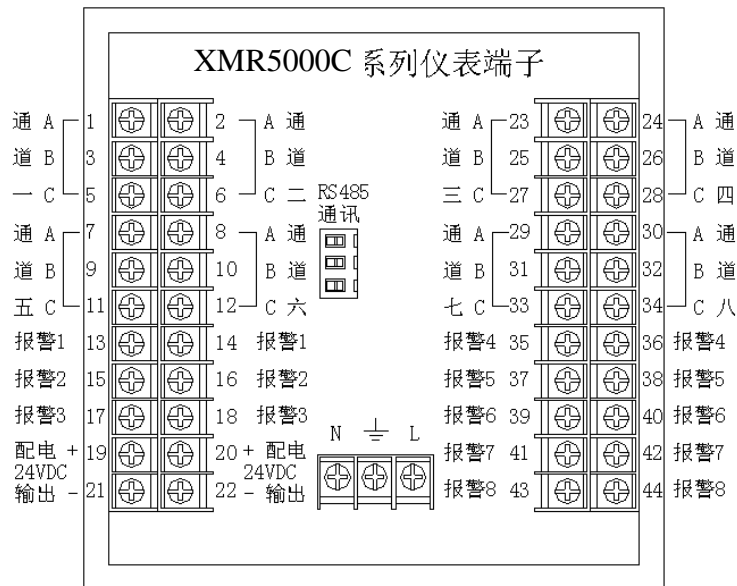 XMR5000C 系列仪表端子
通 A 1 2 A 通 通 A 23 24 A 通
道 B 3 4 B 道 道 B 25 26 B 道
一 C 5 6 C 二 RS485 三 C 27 28 C 四
通讯
通 A 7 8 A 通 通 A 29 30 A 通
道 B 9 10 B 道 道 B 31 32 B 道
五 C 11 12 C 六 七 C 33 34 C 八
报警1 13 14 报警1 报警4 35 36 报警4
报警2 15 16 报警2 报警5 37 38 报警5
报警3 17 18 报警3 报警6 39 40 报警6
N L
配电 + 19 20 + 配电 报警7 41 42 报警7
24VDC 24VDC
输出 - 21 22 - 输出 报警8 43 44 报警8